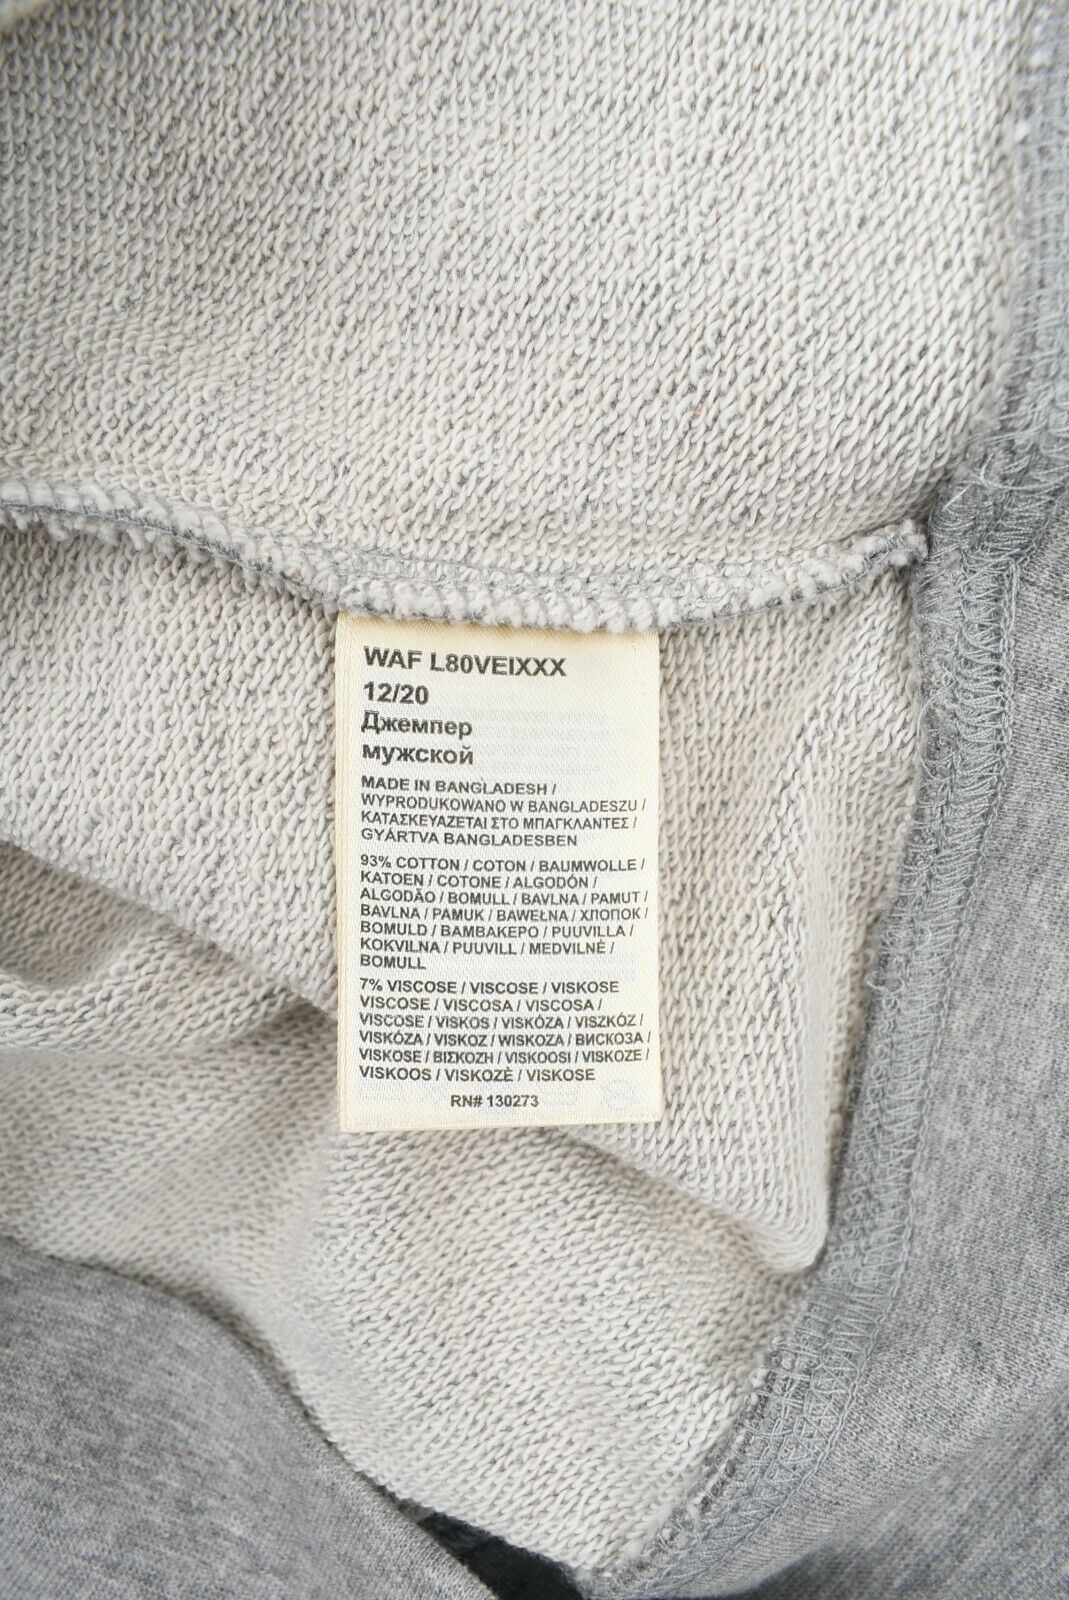 WAF L80VEIXXX
12/20
Джемпер
мужской
MADE IN BANGLADESH /
WYPRODUKOWANO W BANGLADESZU /
ΚΑΤΑΣΚΕΥΑΖΕΤΑΙ ΣΤΟ ΜΠΑΓΚΛΑΝΤΕΣ /
GYÁRTVA BANGLADESBEN
93% COTTON / COTON / BAUMWOLLE /
KATOEN / COTONE / ALGODÓN /
ALGODÃO / BOMULL / BAVLNA / PAMUT /
BAVLNA / PAMUK / BAWEŁNA / ХЛОПОК /
BOMULD / ΒΑΜΒΑΚΕΡΟ / PUUVILLA /
KOKVILNA / PUUVILL / MEDVILNĖ /
BOMULL
7% VISCOSE / VISCOSE / VISKOSE
VISCOSE / VISCOSA / VISCOSA /
VISCOSE / VISKOS / VISKÓZA / VISZKÓZ /
VISKÓZA / VISKOZ / WISKOZA / ВИСКОЗА /
VISKOSE / ΒΙΣΚΟΖΗ / VISKOOSI / VISKOZE /
VISKOOS / VISKOZĖ / VISKOSE
RN# 130273